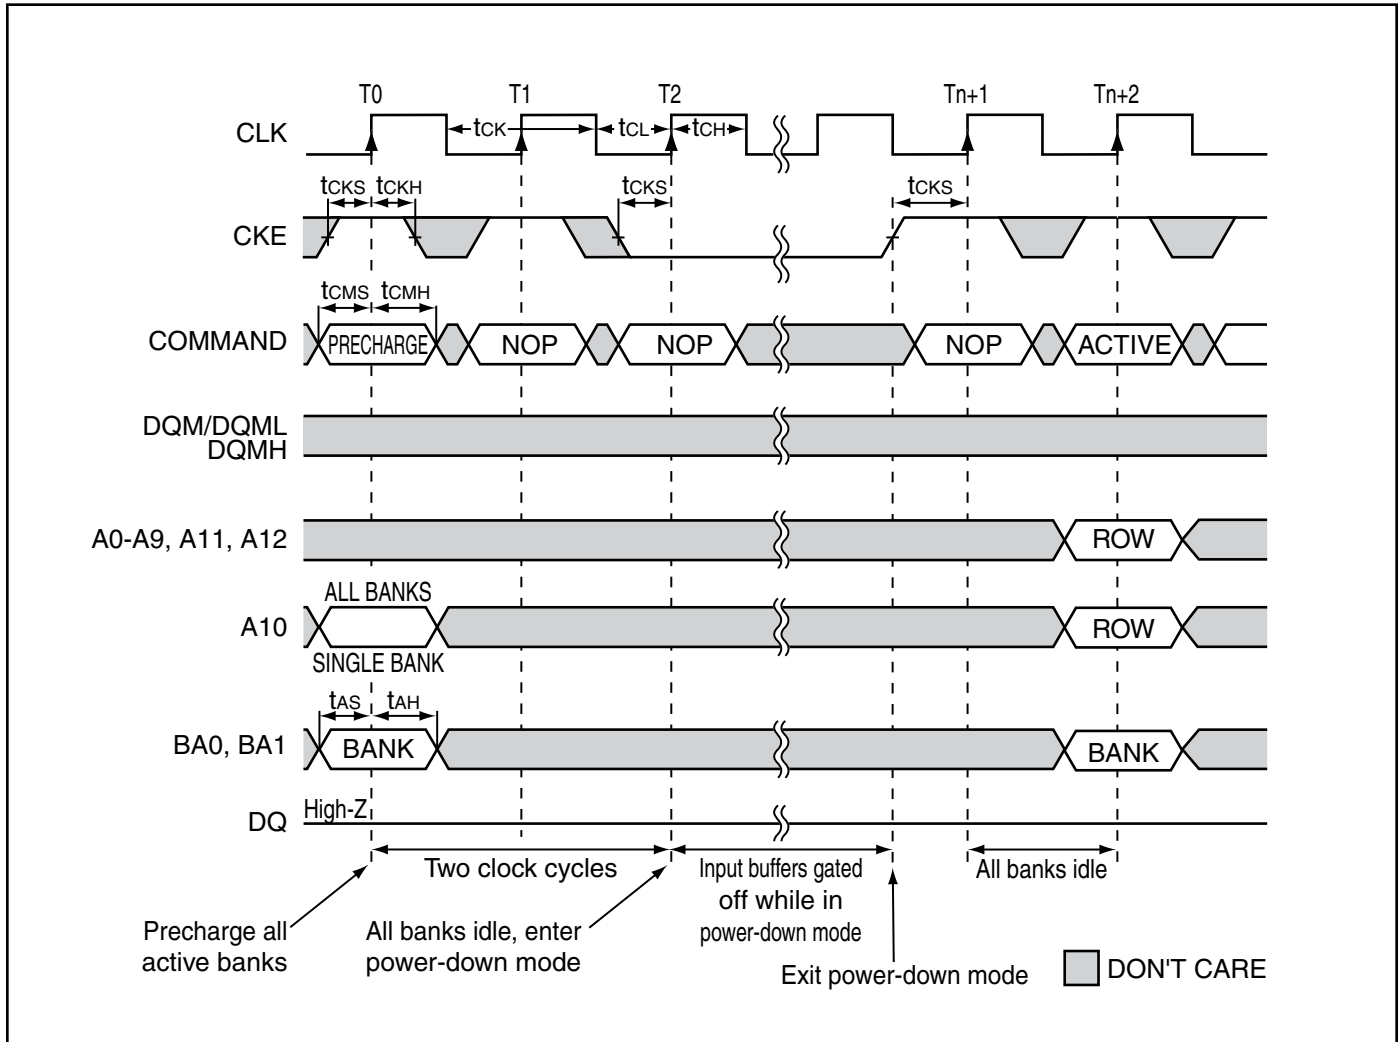 T0 T1 T2 Tn+1 Tn+2
CLK tCK tCL tCH
tCKS tCKH tCKS tCKS
CKE
tCMS tCMH
COMMAND PRECHARGE NOP NOP NOP ACTIVE
DQM/DQML
DQMH
A0-A9, A11, A12 ROW
ALL BANKS
A10 ROW
SINGLE BANK
tAS tAH
BA0, BA1 BANK BANK
DQ High-Z
Two clock cycles
Input buffers gated
off while in
power-down mode
All banks idle
Precharge all
active banks
All banks idle, enter
power-down mode
Exit power-down mode
DON'T CARE